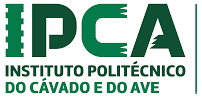 IPCA
INSTITUTO POLITÉCNICO
DO CÁVADO E DO AVE